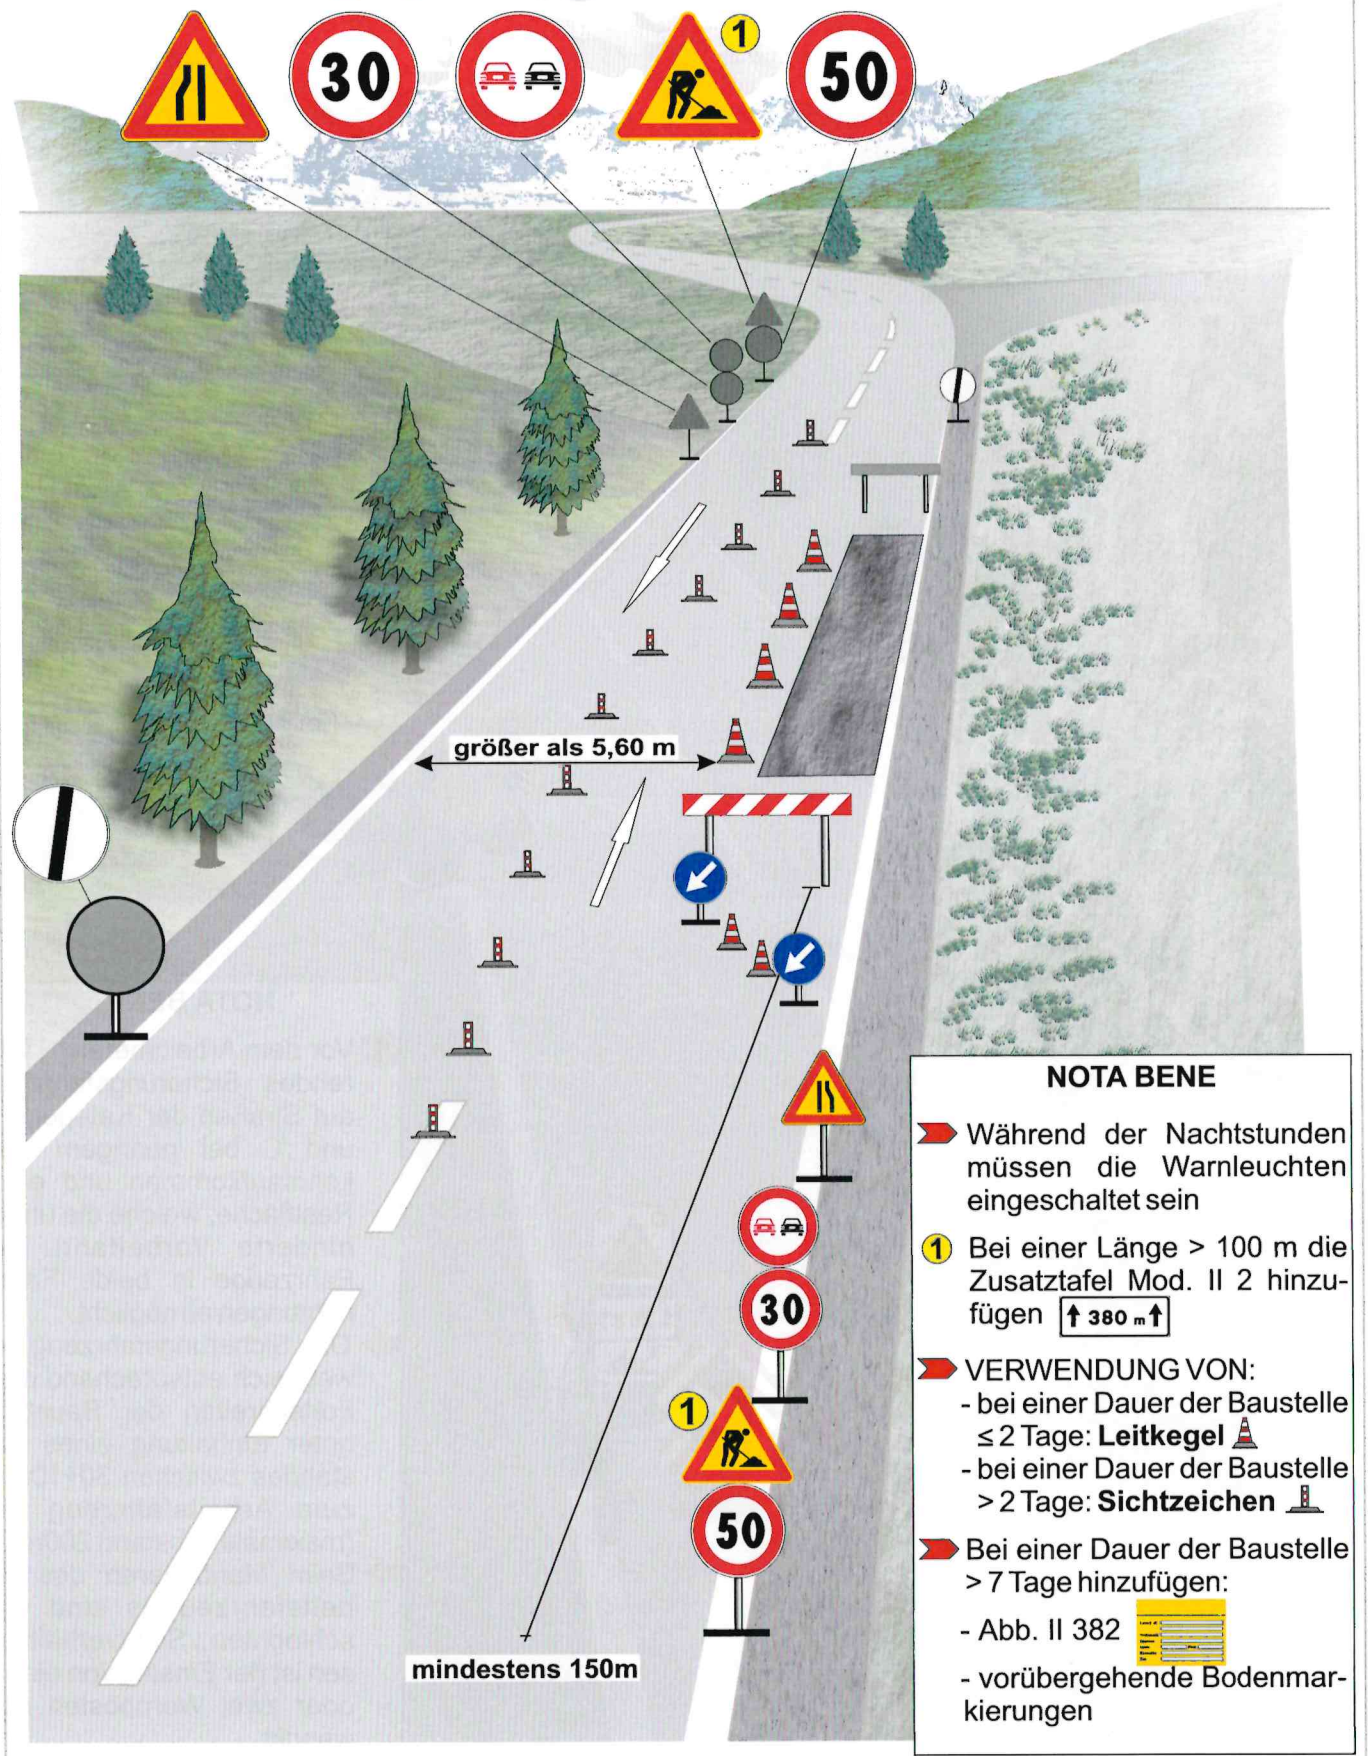 30
1
50
größer als 5,60 m
30
1
50
mindestens 150m
NOTA BENE
Während der Nachtstunden
müssen die Warnleuchten
eingeschaltet sein
1 Bei einer Länge > 100 m die
Zusatztafel Mod. II 2 hinzu-
fügen 380 m
VERWENDUNG VON:
- bei einer Dauer der Baustelle
≤ 2 Tage: Leitkegel
- bei einer Dauer der Baustelle
> 2 Tage: Sichtzeichen
Bei einer Dauer der Baustelle
> 7 Tage hinzufügen:
- Abb. II 382
- vorübergehende Bodenmar-
kierungen